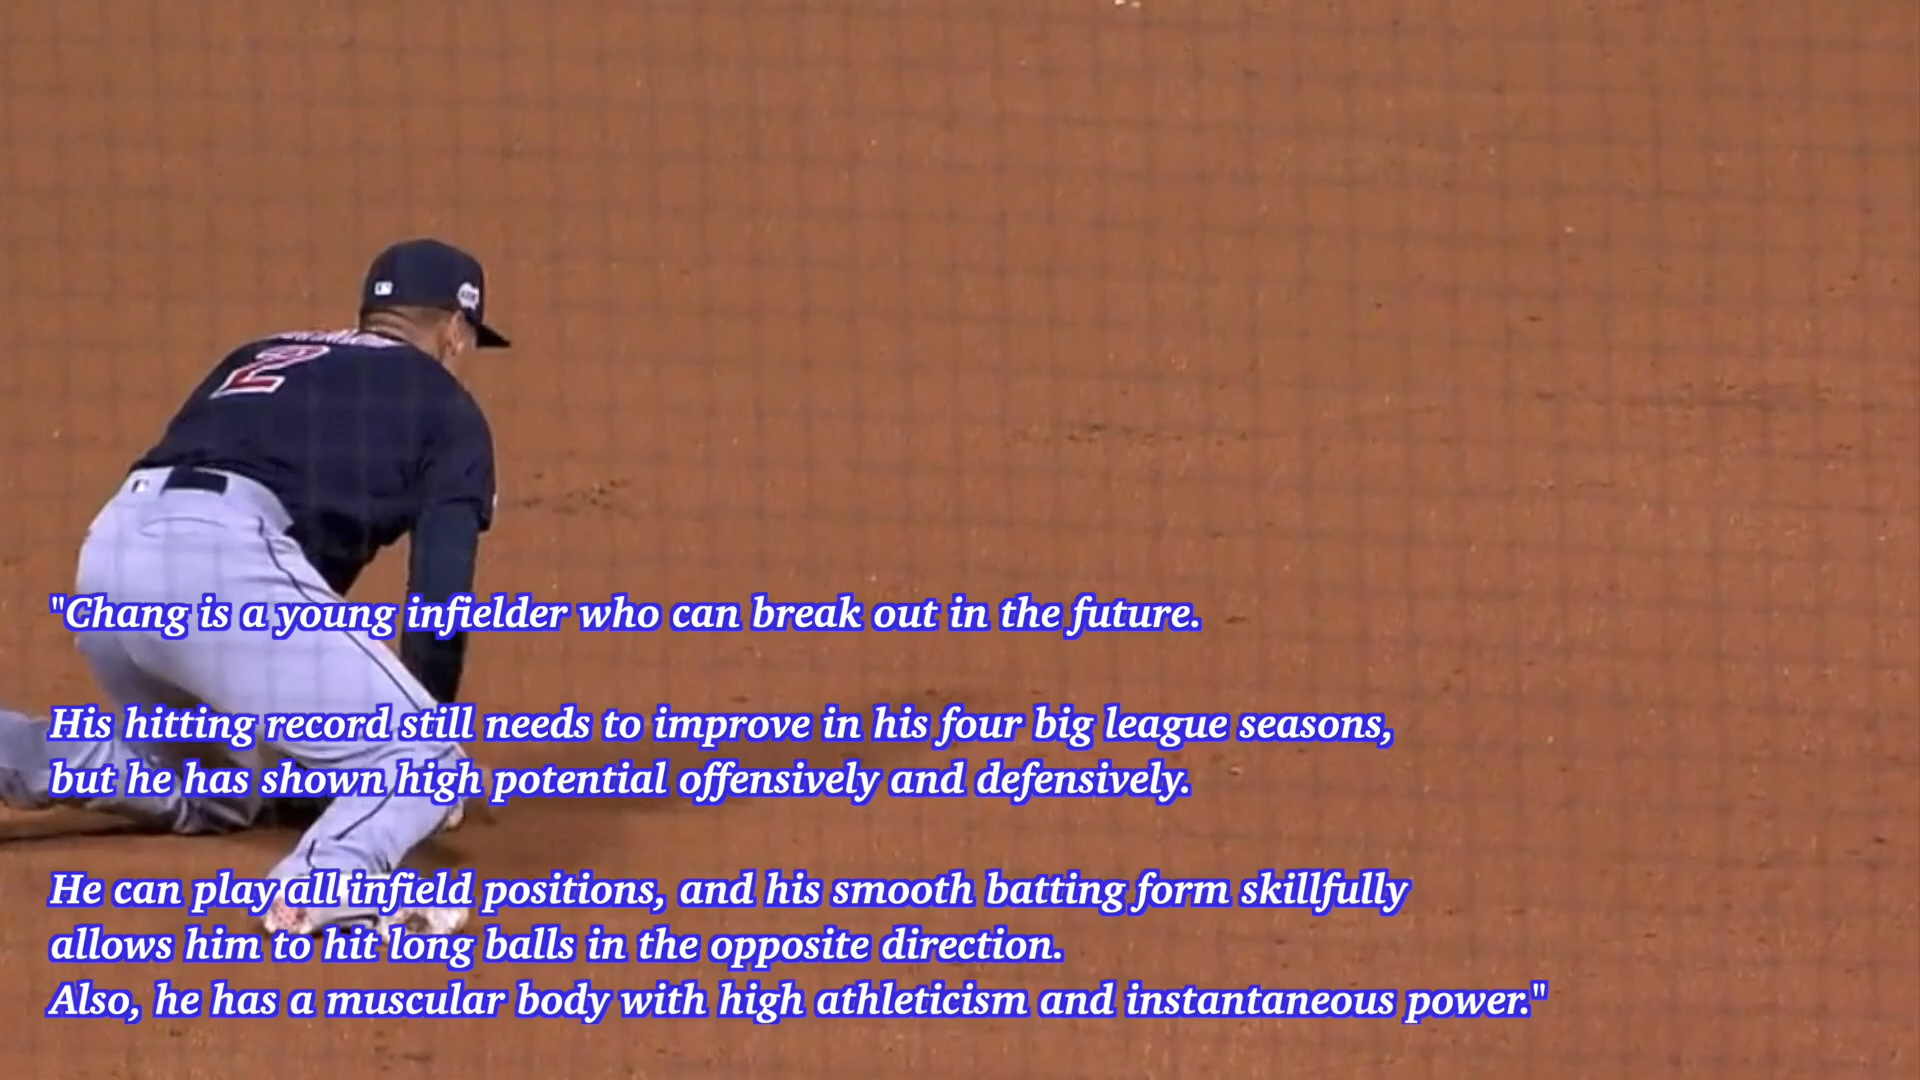 2
"Chang is a young infielder who can break out in the future.
His hitting record still needs to improve in his four big league seasons,
but he has shown high potential offensively and defensively.
He can play all infield positions, and his smooth batting form skillfully
allows him to hit long balls in the opposite direction.
Also, he has a muscular body with high athleticism and instantaneous power."